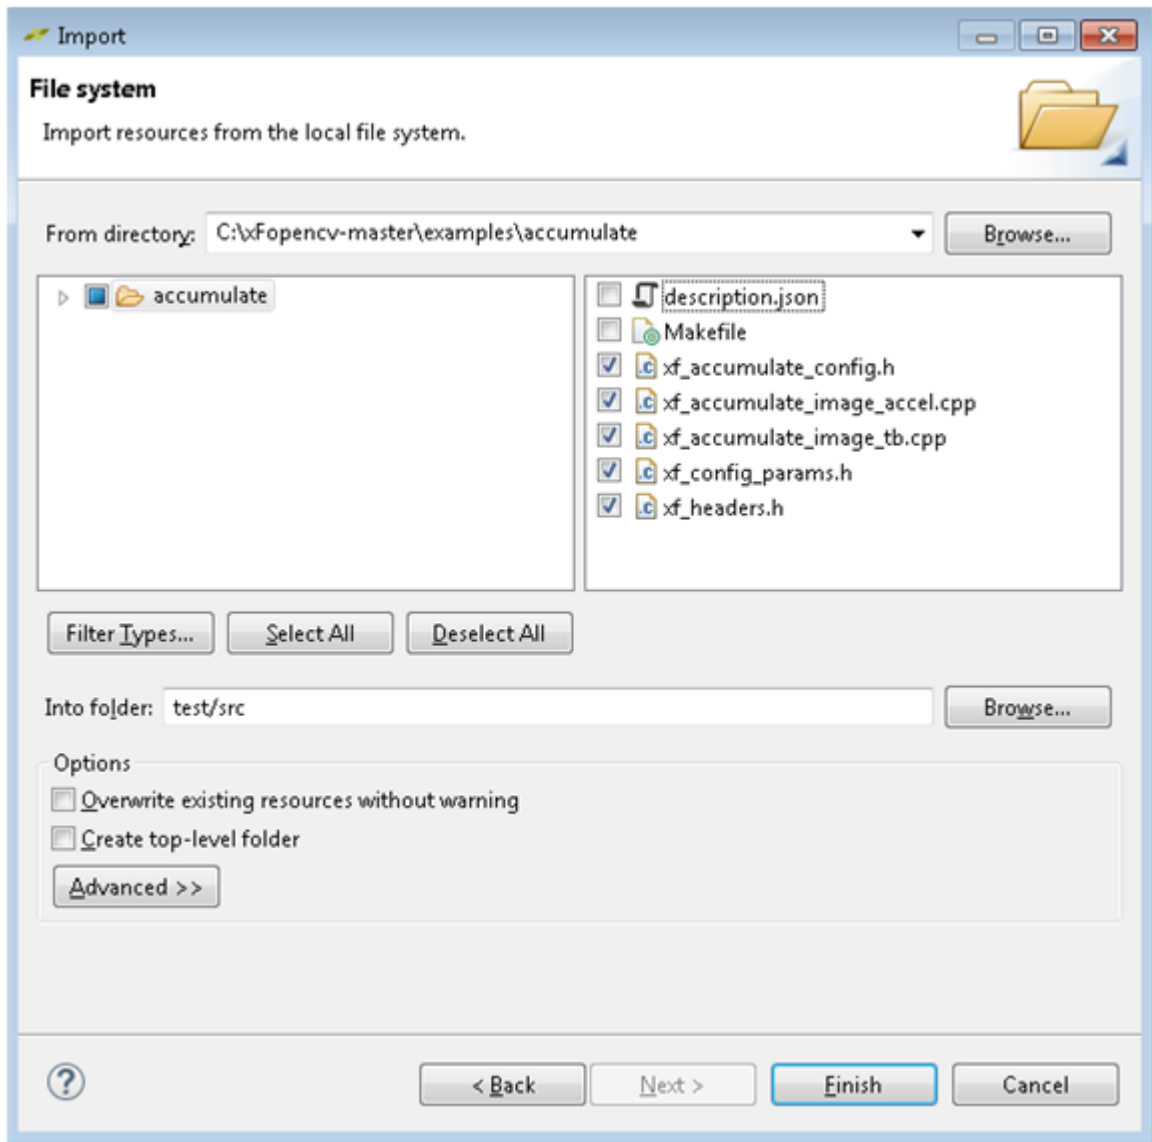 Import
File system
Import resources from the local file system.
From directory: C:\xFopencv-master\examples\accumulate Browse...
accumulate
description.json
Makefile
.c xf_accumulate_config.h
.c xf_accumulate_image_accel.cpp
.c xf_accumulate_image_tb.cpp
.c xf_config_params.h
.c xf_headers.h
Filter Types... Select All Deselect All
Into folder: test/src Browse...
Options
Overwrite existing resources without warning
Create top-level folder
Advanced >>
? < Back Next > Finish Cancel